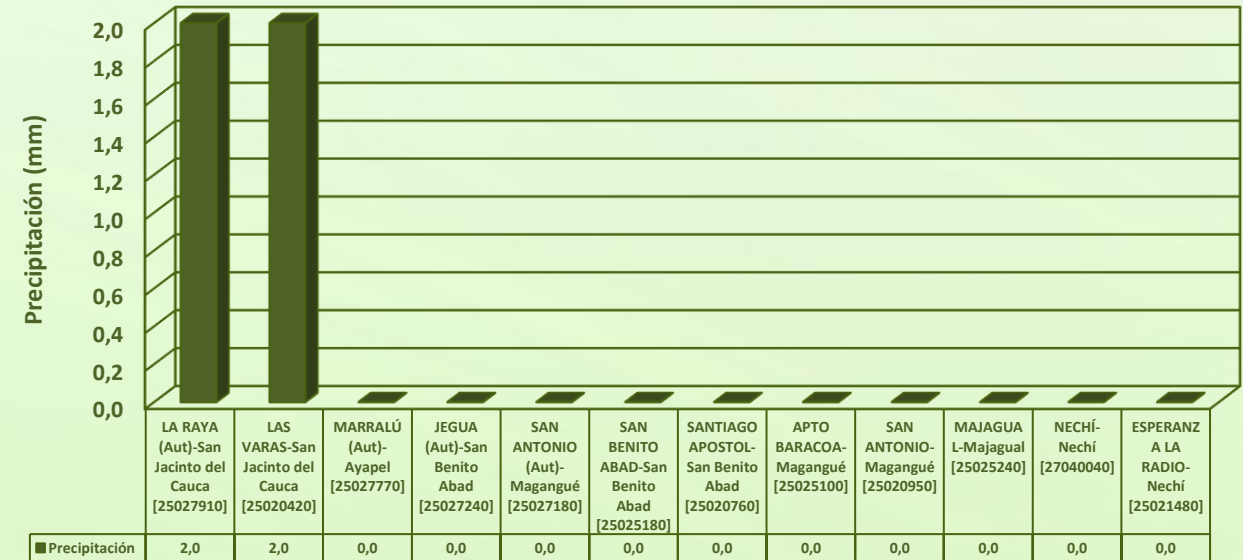 Precipitación (mm)
2,0
1,8
1,6
1,4
1,2
1,0
0,8
0,6
0,4
0,2
0,0
LA RAYA
(Aut)-San
Jacinto del
Cauca
[25027910]
LAS
VARAS-San
Jacinto del
Cauca
[25020420]
MARRALÚ
(Aut)-
Ayapel
[25027770]
JEGUA
(Aut)-San
Benito
Abad
[25027240]
SAN
ANTONIO
(Aut)-
Magangué
[25027180]
SAN
BENITO
ABAD-San
Benito
Abad
[25025180]
SANTIAGO
APOSTOL-
San Benito
Abad
[25020760]
APTO
BARACOA-
Magangué
[25025100]
SAN
ANTONIO-
Magangué
[25020950]
MAJAGUA
L-Majagual
[25025240]
NECHÍ-
Nechí
[27040040]
ESPERANZ
A LA
RADIO-
Nechí
[25021480]
Precipitación 2,0 2,0 0,0 0,0 0,0 0,0 0,0 0,0 0,0 0,0 0,0 0,0